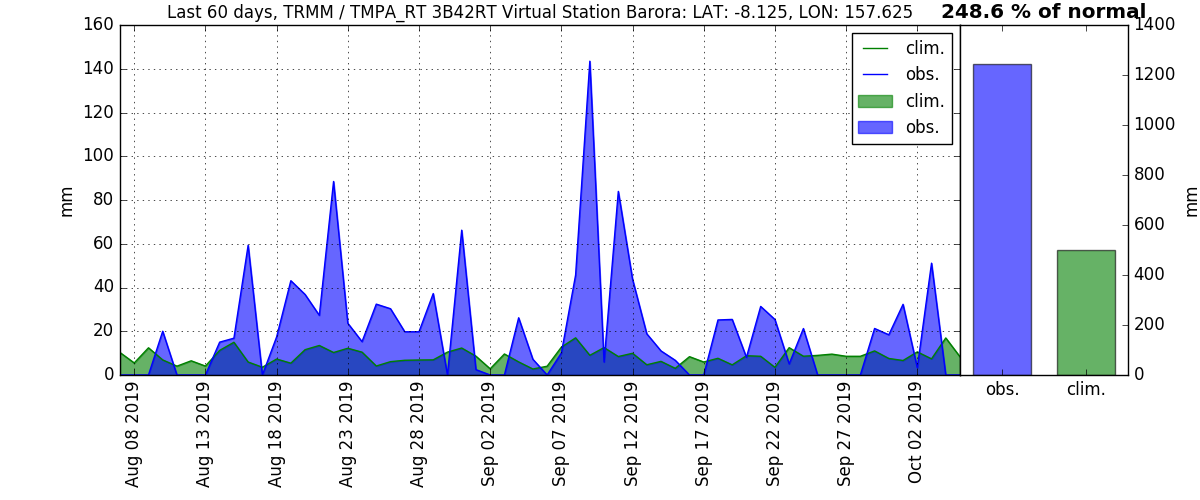 Last 60 days, TRMM / TMPA_RT 3B42RT Virtual Station Barora: LAT: -8.125, LON: 157.625
248.6 % of normal
160
140
120
100
80
60
40
20
0
mm
clim.
obs.
clim.
obs.
Aug 08 2019
Aug 13 2019
Aug 18 2019
Aug 23 2019
Aug 28 2019
Sep 02 2019
Sep 07 2019
Sep 12 2019
Sep 17 2019
Sep 22 2019
Sep 27 2019
Oct 02 2019
1400
1200
1000
800
600
400
200
0
mm
obs.
clim.